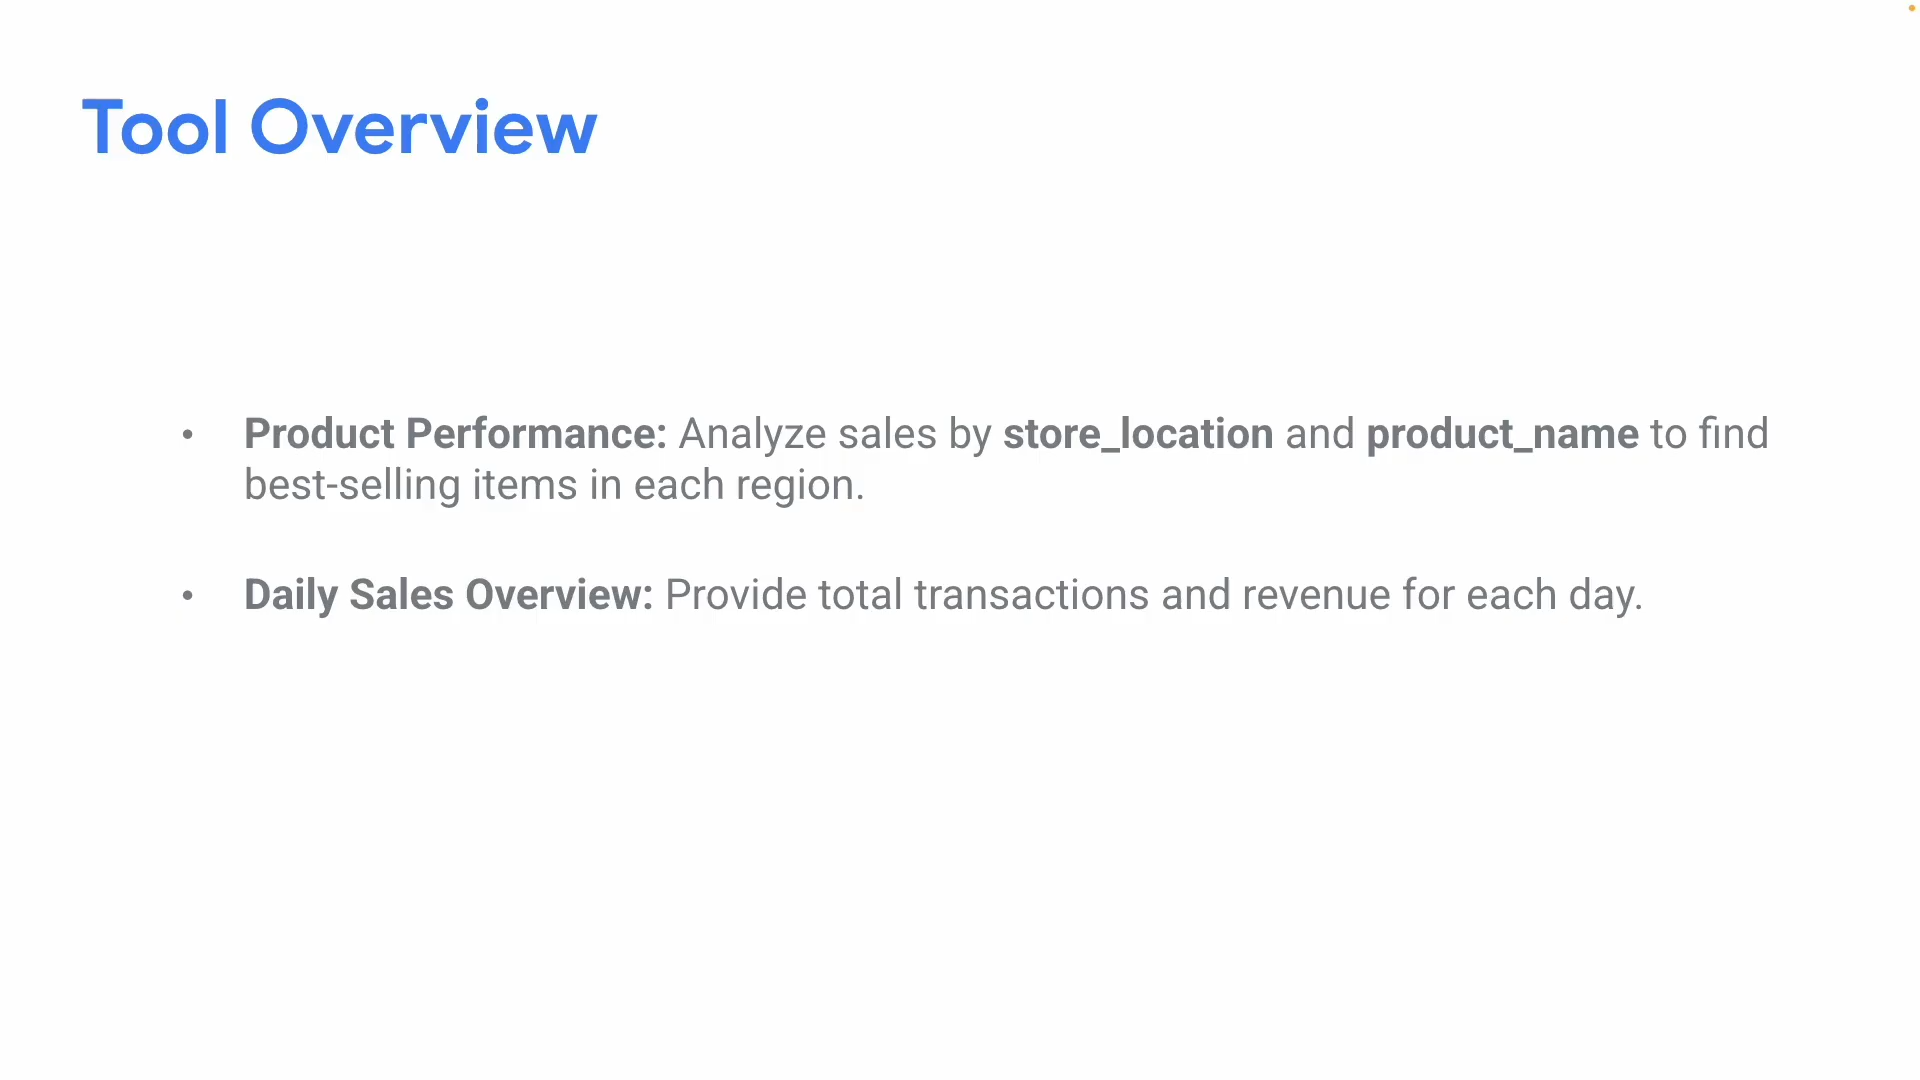 Tool Overview
• Product Performance: Analyze sales by store_location and product_name to find
best-selling items in each region.
• Daily Sales Overview: Provide total transactions and revenue for each day.